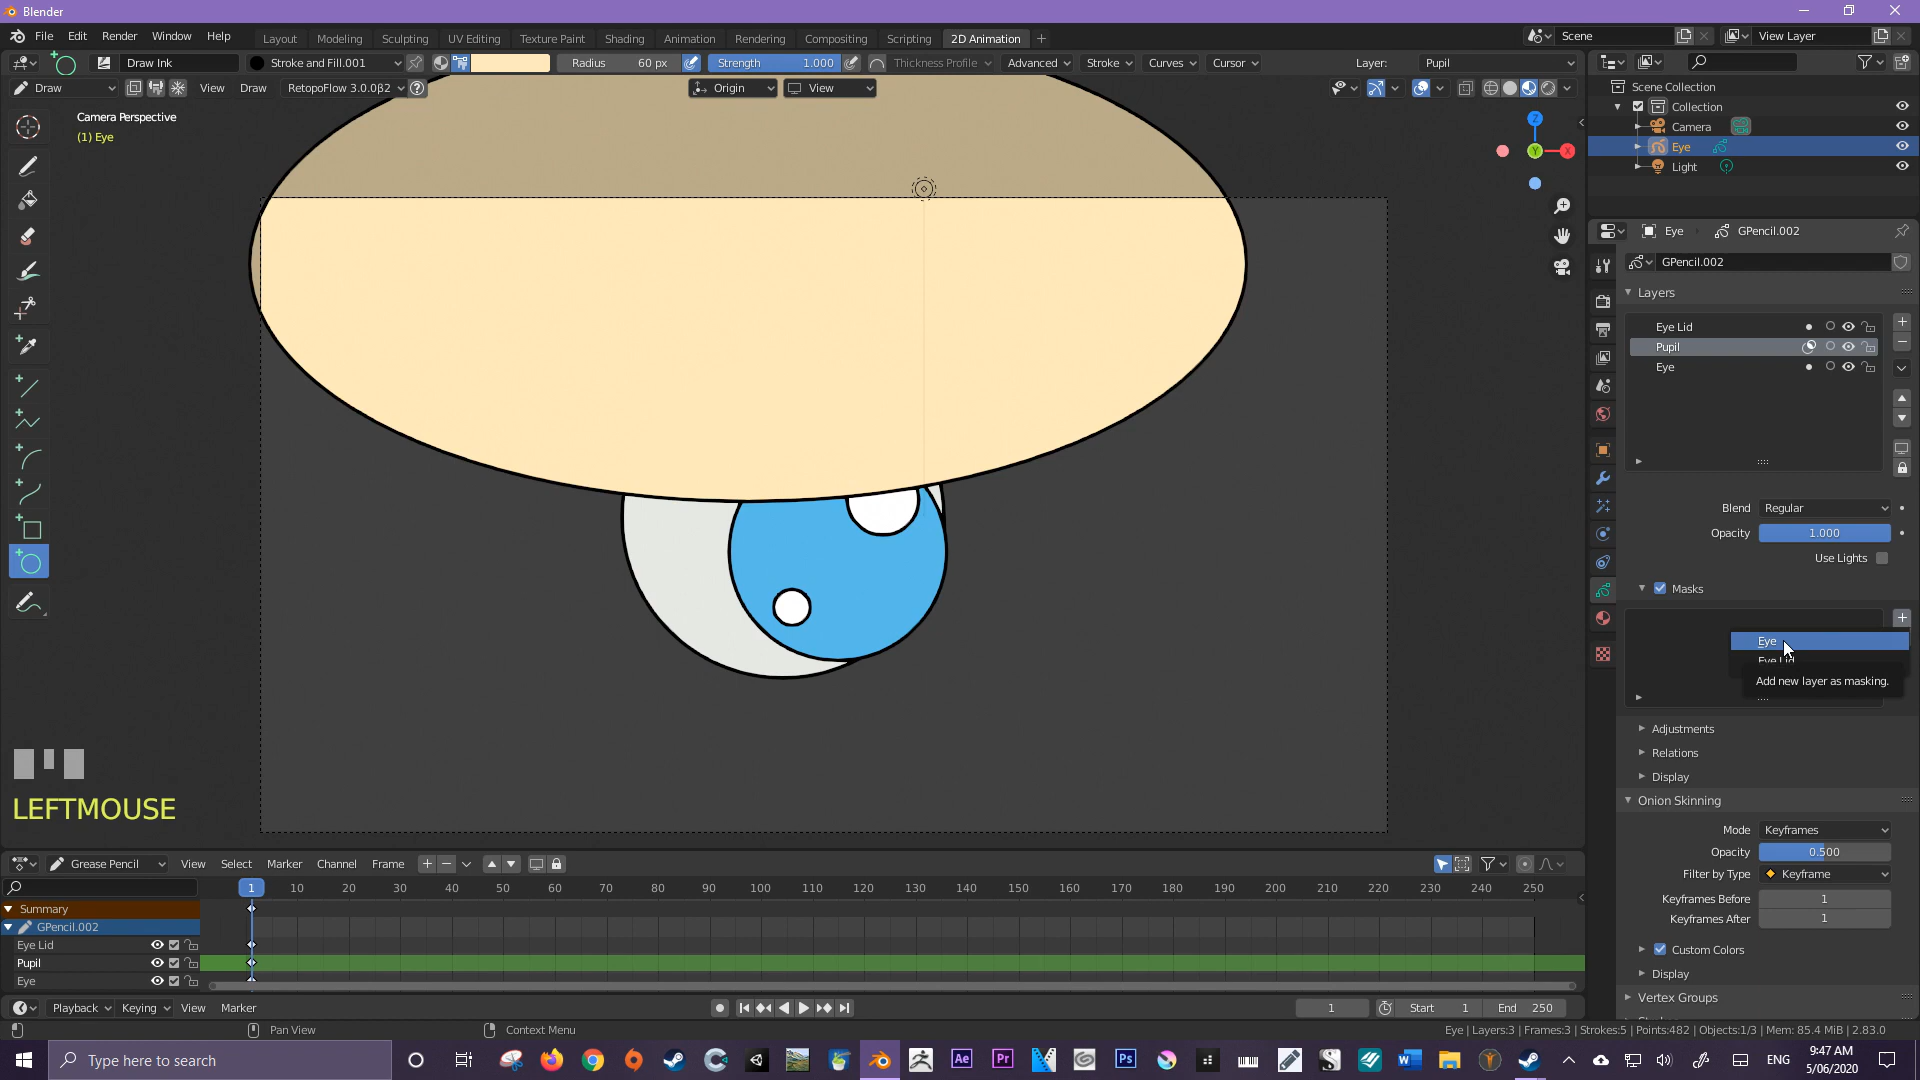 Blender
File Edit Render Window Help Layout Modeling Sculpting UV Editing Texture Paint Shading Animation Rendering Compositing Scripting 2D Animation + Scene View Layer
Draw Ink Stroke and Fill.001 Radius 60 px Strength 1.000 Thickness Profile Advanced Stroke Curves Cursor Layer: Pupil
Draw View Draw RetopoFlow 3.0.0β2 Origin View
Camera Perspective
(1) Eye
Z
Y
X
Scene Collection
Collection
Camera
Eye
Light
Eye GPencil.002
GPencil.002
Layers
Eye Lid
Pupil
Eye
Blend Regular
Opacity 1.000
Use Lights
Masks
Eye
Eye Lid
Add new layer as masking.
Adjustments
Relations
Display
Onion Skinning
Mode Keyframes
Opacity 0.500
Filter by Type Keyframe
Keyframes Before 1
Keyframes After 1
Custom Colors
Display
Vertex Groups
LEFTMOUSE
Grease Pencil View Select Marker Channel Frame
1 10 20 30 40 50 60 70 80 90 100 110 120 130 140 150 160 170 180 190 200 210 220 230 240 250
Summary
GPencil.002
Eye Lid
Pupil
Eye
Playback Keying View Marker 1 Start 1 End 250
Pan View Context Menu Eye | Layers:3 | Frames:3 | Strokes:5 | Points:482 | Objects:1/3 | Mem: 85.4 MiB | 2.83.0
Type here to search Ae Pr Ps ENG 9:47 AM
5/06/2020